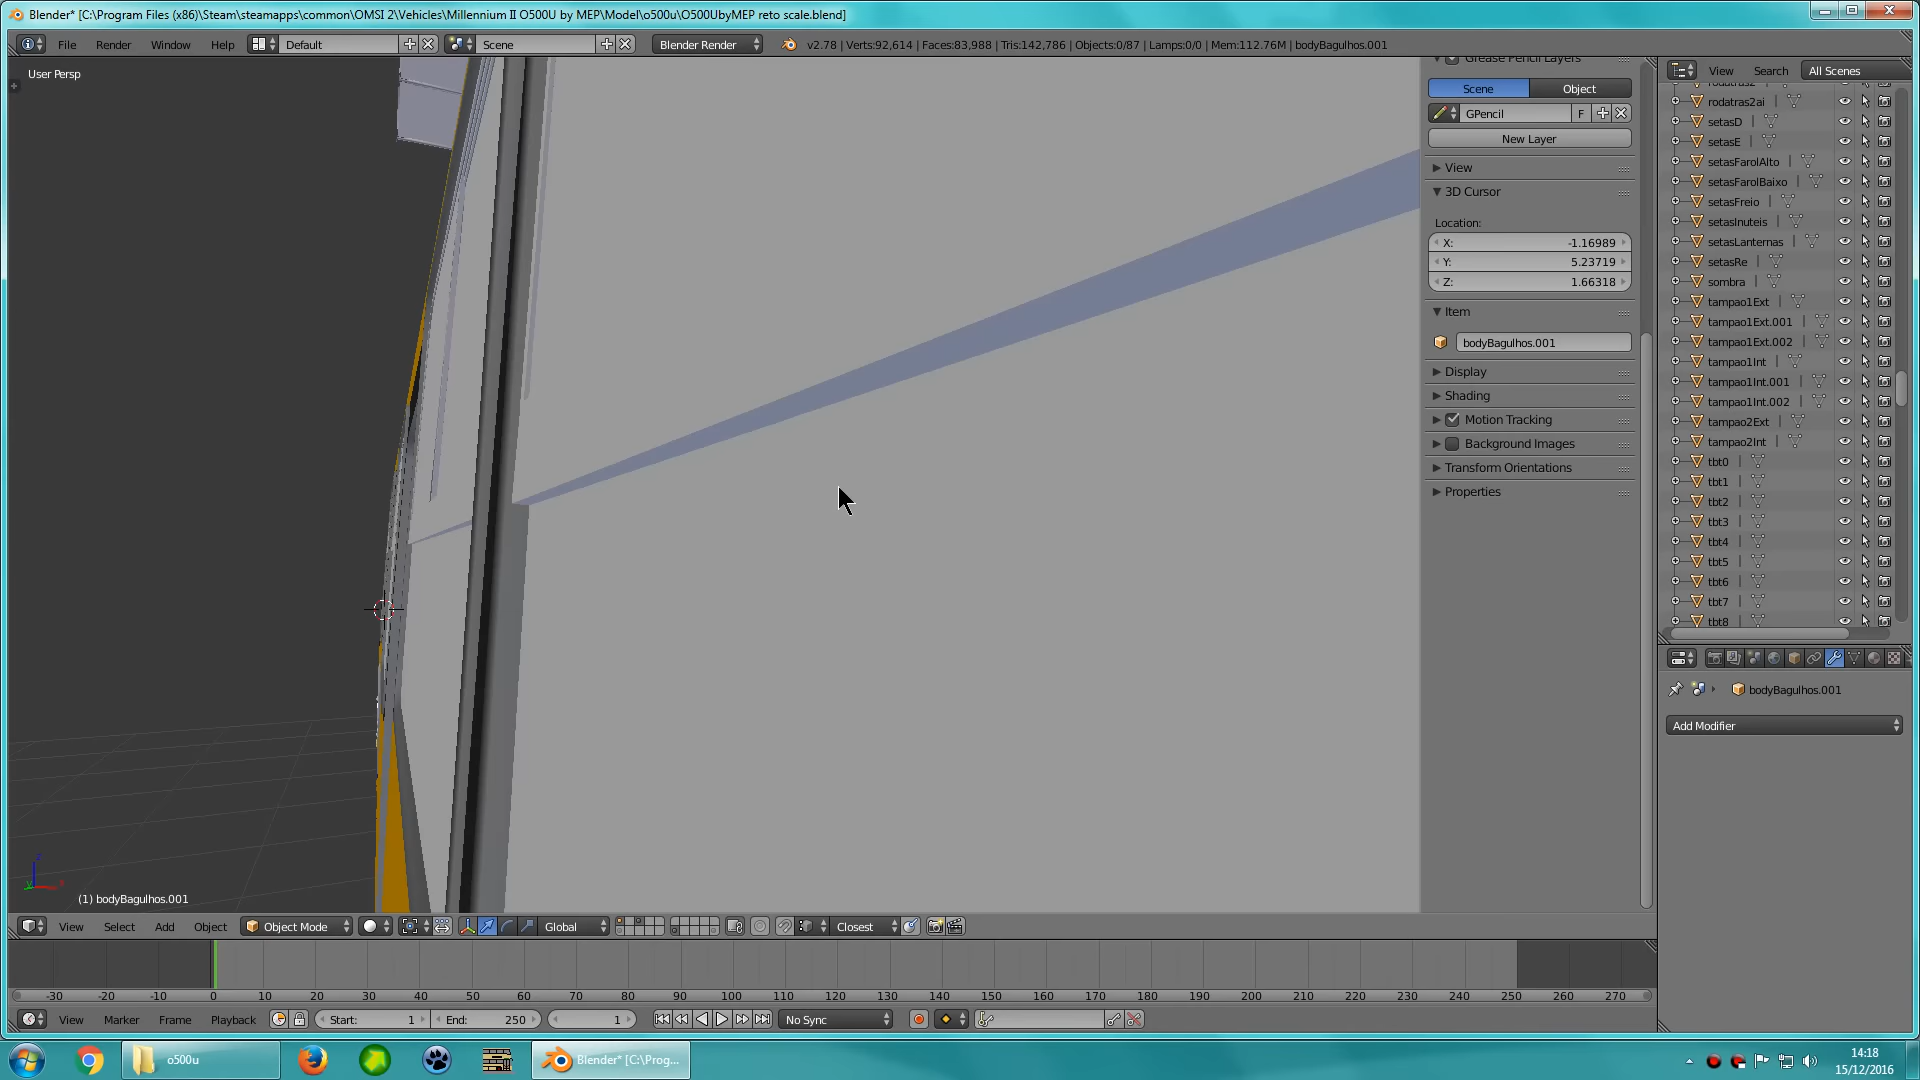 Blender* [C:\Program Files (x86)\Steam\steamapps\common\OMSI 2\Vehicles\Millennium II O500U by MEP\Model\o500u\O500UbyMEP reto scale.blend]
File Render Window Help Default Scene Blender Render v2.78 | Verts:92,614 | Faces:83,988 | Tris:142,786 | Objects:0/87 | Lamps:0/0 | Mem:112.76M | bodyBagulhos.001
User Persp
(1) bodyBagulhos.001
Grease Pencil Layers
Scene Object
GPencil F
New Layer
View
3D Cursor
Location:
X: -1.16989
Y: 5.23719
Z: 1.66318
Item
bodyBagulhos.001
Display
Shading
Motion Tracking
Background Images
Transform Orientations
Properties
View Search All Scenes
rodatras2
rodatras2ai
setasD
setasE
setasFarolAlto
setasFarolBaixo
setasFreio
setasInuteis
setasLanternas
setasRe
sombra
tampao1Ext
tampao1Ext.001
tampao1Ext.002
tampao1Int
tampao1Int.001
tampao1Int.002
tampao2Ext
tampao2Int
tbt0
tbt1
tbt2
tbt3
tbt4
tbt5
tbt6
tbt7
tbt8
bodyBagulhos.001
Add Modifier
View Select Add Object Object Mode Global Closest
-30 -20 -10 0 10 20 30 40 50 60 70 80 90 100 110 120 130 140 150 160 170 180 190 200 210 220 230 240 250 260 270
View Marker Frame Playback Start: 1 End: 250 1 No Sync
o500u Blender* [C:\Prog...
14:18
15/12/2016